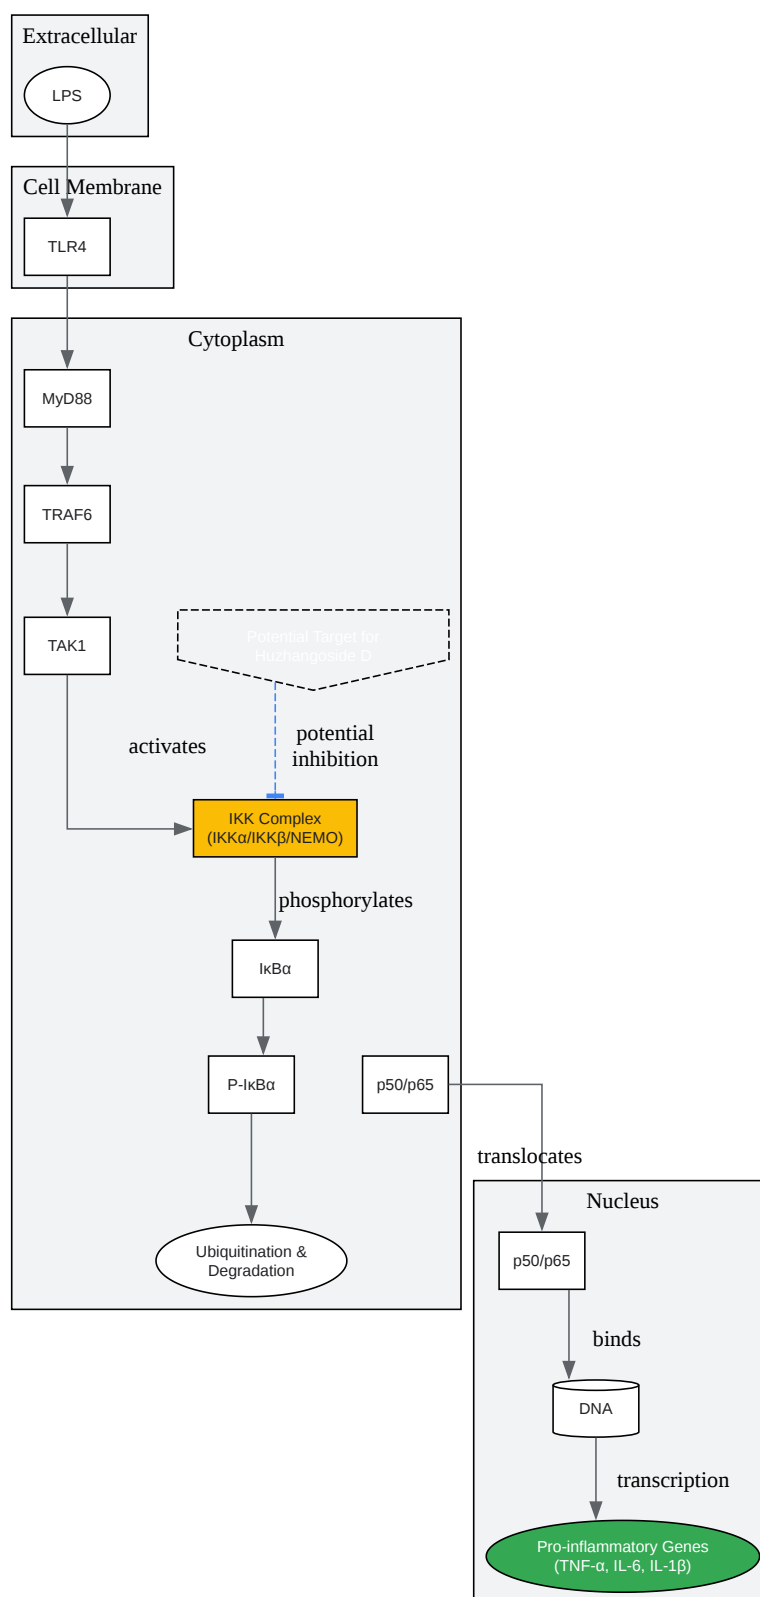 Extracellular
LPS
Cell Membrane
TLR4
Cytoplasm
MyD88
TRAF6
TAK1
Potential Target for
Huzhangoside D
activates
potential
inhibition
IKK Complex
(IKKα/IKKβ/NEMO)
phosphorylates
IκBα
P-IκBα
p50/p65
translocates
Ubiquitination &
Degradation
Nucleus
p50/p65
binds
DNA
transcription
Pro-inflammatory Genes
(TNF-α, IL-6, IL-1β)